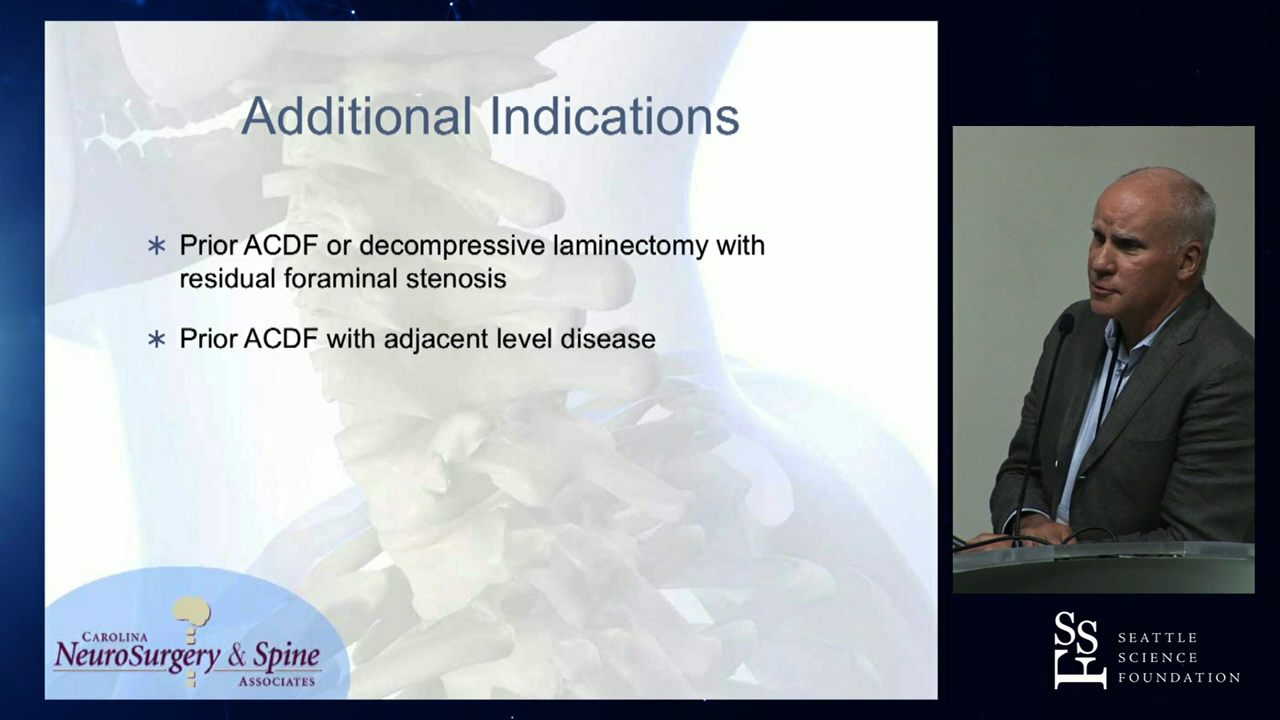 Additional Indications
* Prior ACDF or decompressive laminectomy with
residual foraminal stenosis
* Prior ACDF with adjacent level disease
CAROLINA
NEUROSURGERY & SPINE
ASSOCIATES
SSF
SEATTLE
SCIENCE
FOUNDATION